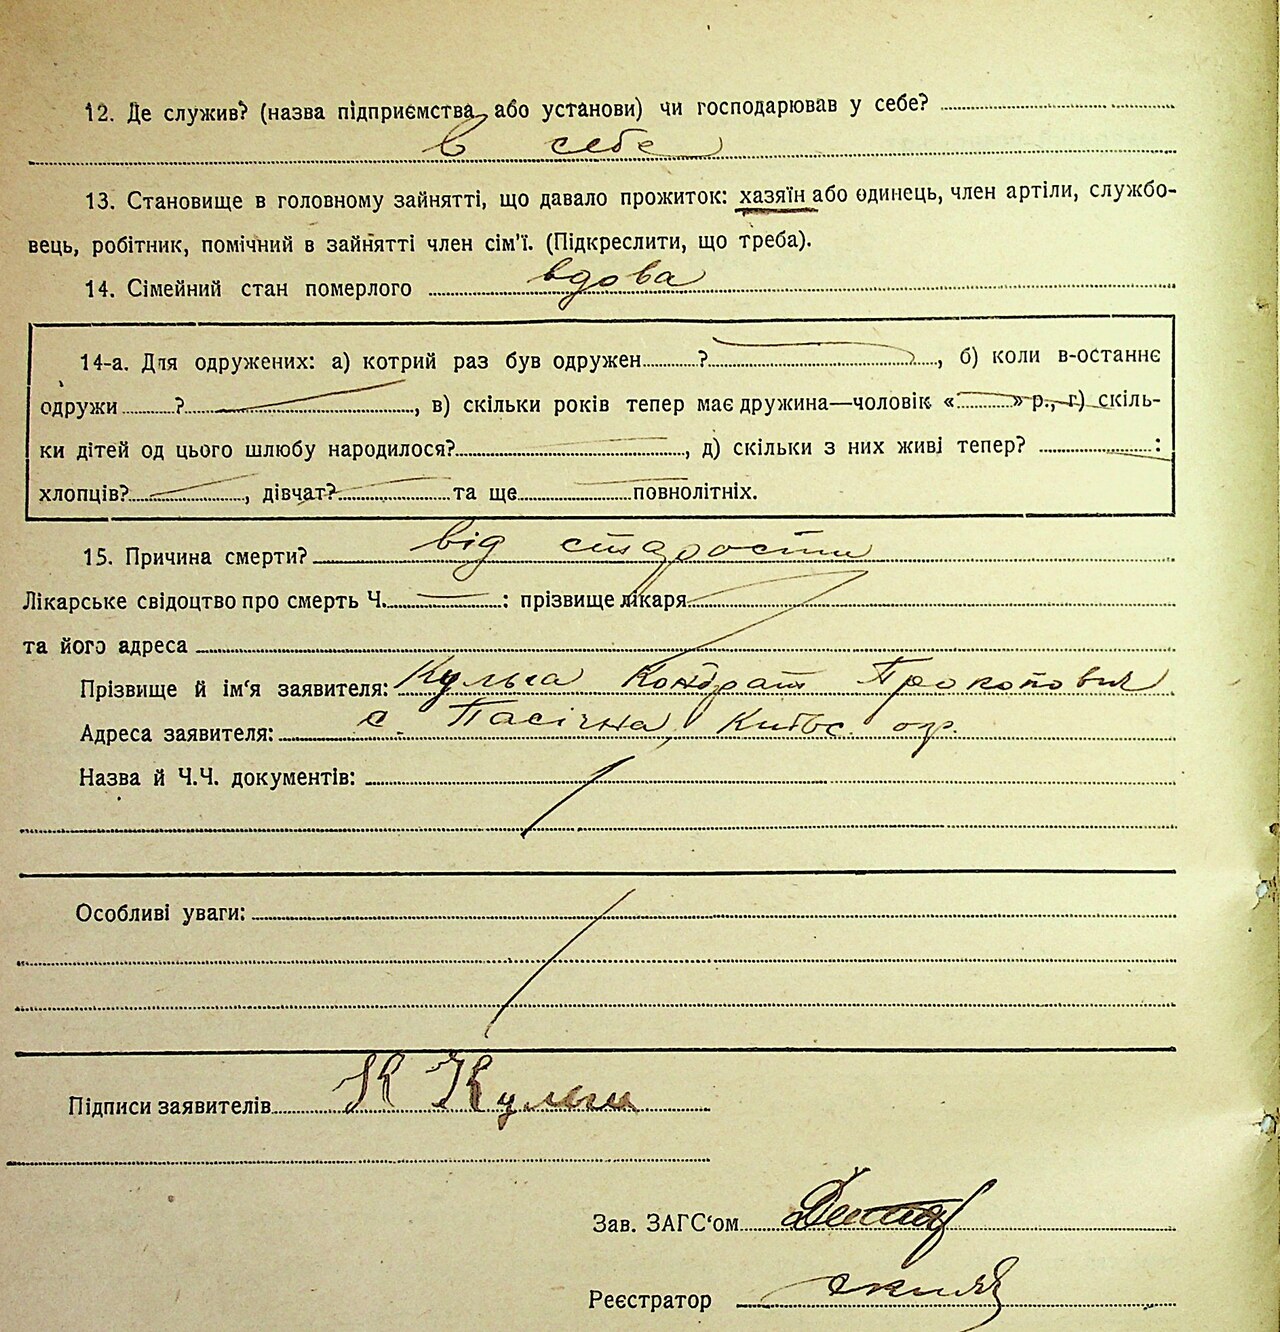 12. Де служив? (назва підприємства або установи) чи господарював у себе?
в себе
13. Становище в головному зайнятті, що давало прожиток: хазяїн або одинець, член артіли, службо-
вець, робітник, помічний в зайнятті член сім'ї. (Підкреслити, що треба).
14. Сімейний стан померлого вдова
14-а. Для одружених: а) котрий раз був одружен......?......, б) коли в-останнє
одружи......?......, в) скільки років тепер має дружина—чоловік «......» р., г) скіль-
ки дітей од цього шлюбу народилося?......, д) скільки з них живі тепер? ......:
хлопців?......, дівчат?......та ще......повнолітніх.
15. Причина смерти? від старости
Лікарське свідоцтво про смерть Ч.......: прізвище лікаря
та його адреса
Прізвище й ім'я заявителя: Кульга Кондрат Прокопович
Адреса заявителя: с. Пасічна, Київс. окр.
Назва й Ч.Ч. документів:
Особливі уваги:
Підписи заявителів К Кульга
Зав. ЗАГС'ом
Реєстратор